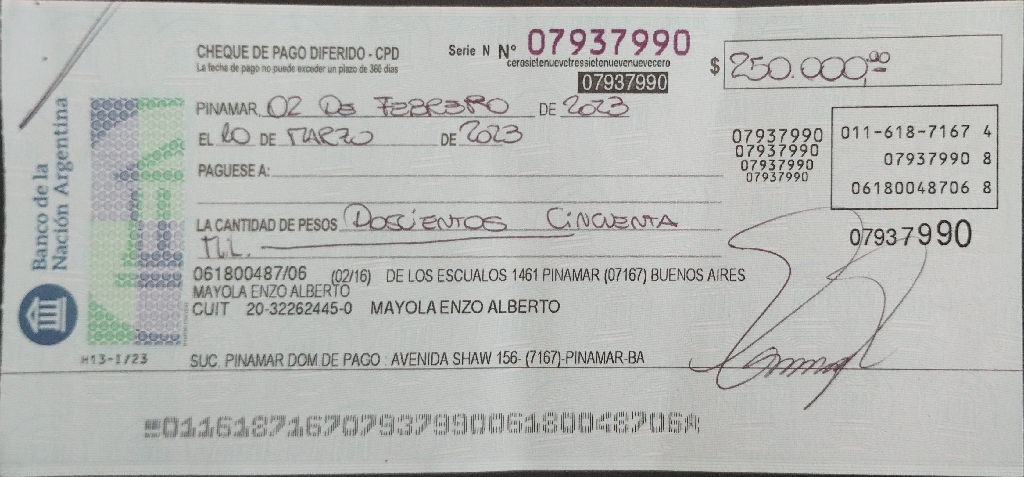 CHEQUE DE PAGO DIFERIDO - CPD
La fecha de pago no puede exceder un plazo de 360 días
Serie N Nº 07937990
cerosietenuevetressietenuevenuevecero
07937990
$ 250.000,00
PINAMAR, 02 DE FEBRERO DE 2023
EL 20 DE MARZO DE 2023
PAGUESE A:
LA CANTIDAD DE PESOS DOSCIENTOS CINCUENTA
MIL.
07937990
07937990
07937990
07937990
011-618-7167 4
07937990 8
06180048706 8
07937990
061800487/06 (02/16) DE LOS ESCUALOS 1461 PINAMAR (07167) BUENOS AIRES
MAYOLA ENZO ALBERTO
CUIT 20-32262445-0 MAYOLA ENZO ALBERTO
SUC. PINAMAR DOM DE PAGO : AVENIDA SHAW 156- (7167)-PINAMAR-BA
Banco de la
Nación Argentina
H13-I/23
01161871670793799006180048706